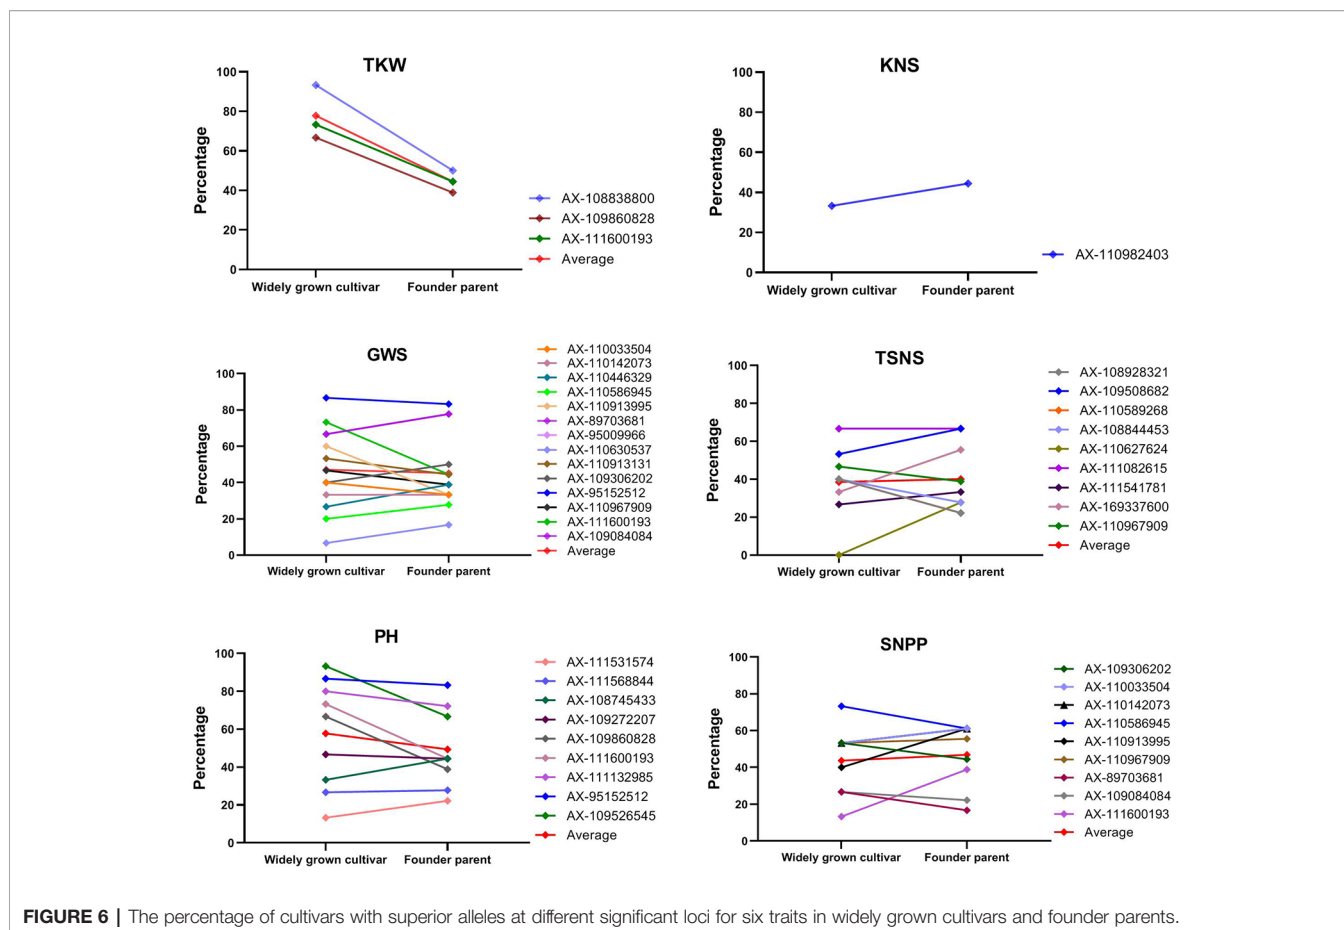 TKW
Percentage
100
80
60
40
20
0
Widely grown cultivar
Founder parent
AX-108838800
AX-109860828
AX-111600193
Average
KNS
Percentage
100
80
60
40
20
0
Widely grown cultivar
Founder parent
AX-110982403
GWS
Percentage
100
80
60
40
20
0
Widely grown cultivar
Founder parent
AX-110033504
AX-110142073
AX-110446329
AX-110586945
AX-110913995
AX-89703681
AX-95009966
AX-110630537
AX-110913131
AX-109306202
AX-95152512
AX-110967909
AX-111600193
AX-109084084
Average
TSNS
Percentage
100
80
60
40
20
0
Widely grown cultivar
Founder parent
AX-108928321
AX-109508682
AX-110589268
AX-108844453
AX-110627624
AX-111082615
AX-111541781
AX-169337600
AX-110967909
Average
PH
Percentage
100
80
60
40
20
0
Widely grown cultivar
Founder parent
AX-111531574
AX-111568844
AX-108745433
AX-109272207
AX-109860828
AX-111600193
AX-111132985
AX-95152512
AX-109526545
Average
SNPP
Percentage
100
80
60
40
20
0
Widely grown cultivar
Founder parent
AX-109306202
AX-110033504
AX-110142073
AX-110586945
AX-110913995
AX-110967909
AX-89703681
AX-109084084
AX-111600193
Average
FIGURE 6 | The percentage of cultivars with superior alleles at different significant loci for six traits in widely grown cultivars and founder parents.